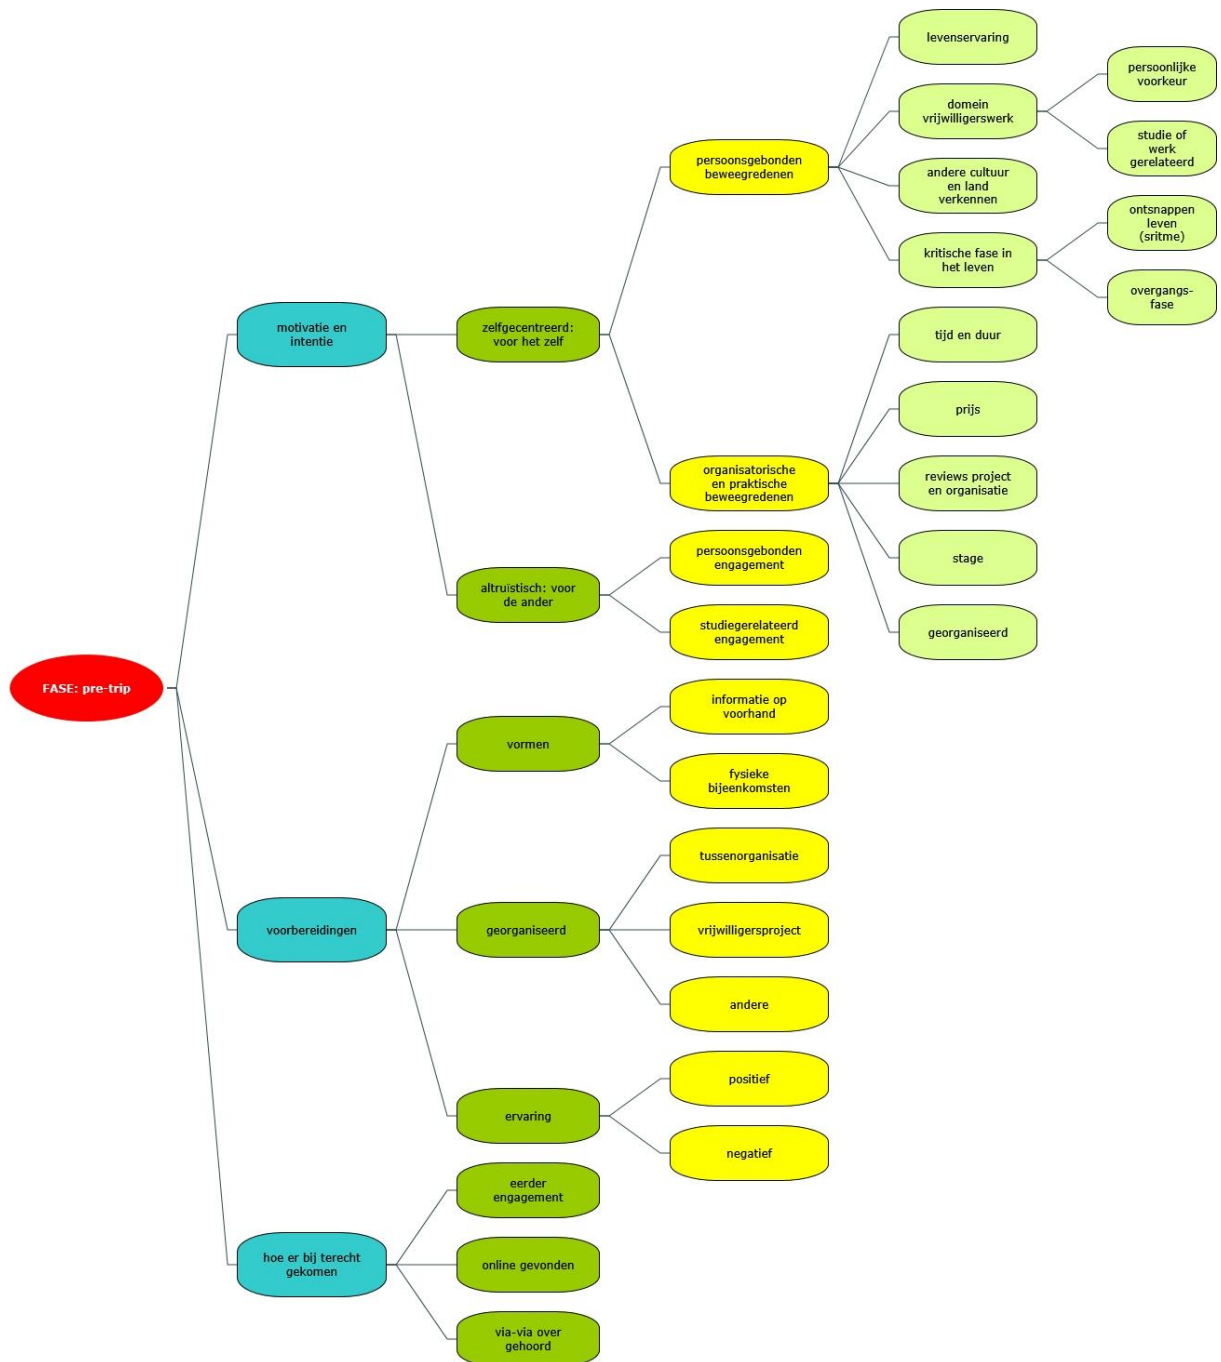 levenservaring
persoonlijke
voorkeur
domein
vrijwilligerswerk
studie of
werk
gerelateerd
persoonsgebonden
beweegredenen
andere cultuur
en land
verkennen
ontsnappen
leven
(sritme)
kritische fase in
het leven
overgangs-
fase
motivatie en
intentie
zelfgecentreerd:
voor het zelf
tijd en duur
prijs
organisatorische
en praktische
beweegredenen
reviews project
en organisatie
stage
georganiseerd
altruïstisch: voor
de ander
persoonsgebonden
engagement
studiegerelateerd
engagement
FASE: pre-trip
vormen
informatie op
voorhand
fysieke
bijeenkomsten
voorbereidingen
georganiseerd
tussenorganisatie
vrijwilligersproject
andere
ervaring
positief
negatief
hoe er bij terecht
gekomen
eerder
engagement
online gevonden
via-via over
gehoord